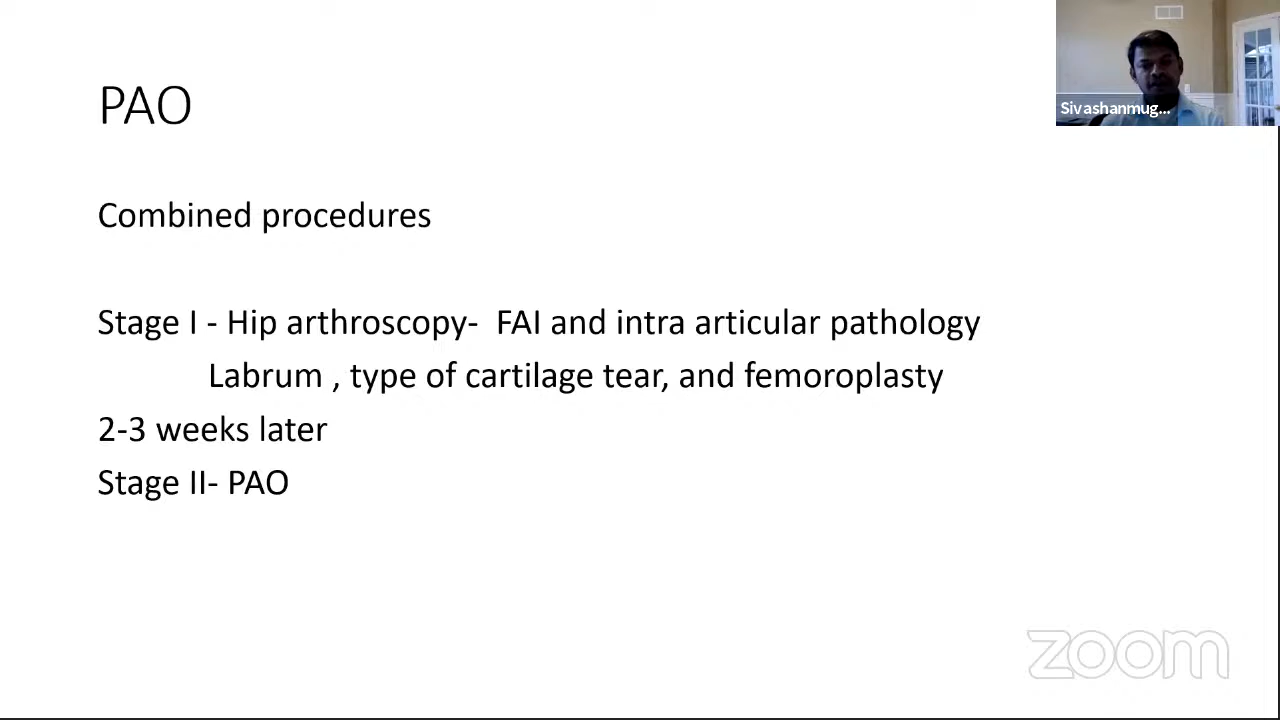 PAO
Sivashanmug...
Combined procedures
Stage I - Hip arthroscopy-  FAI and intra articular pathology
Labrum , type of cartilage tear, and femoroplasty
2-3 weeks later
Stage II- PAO
zoom